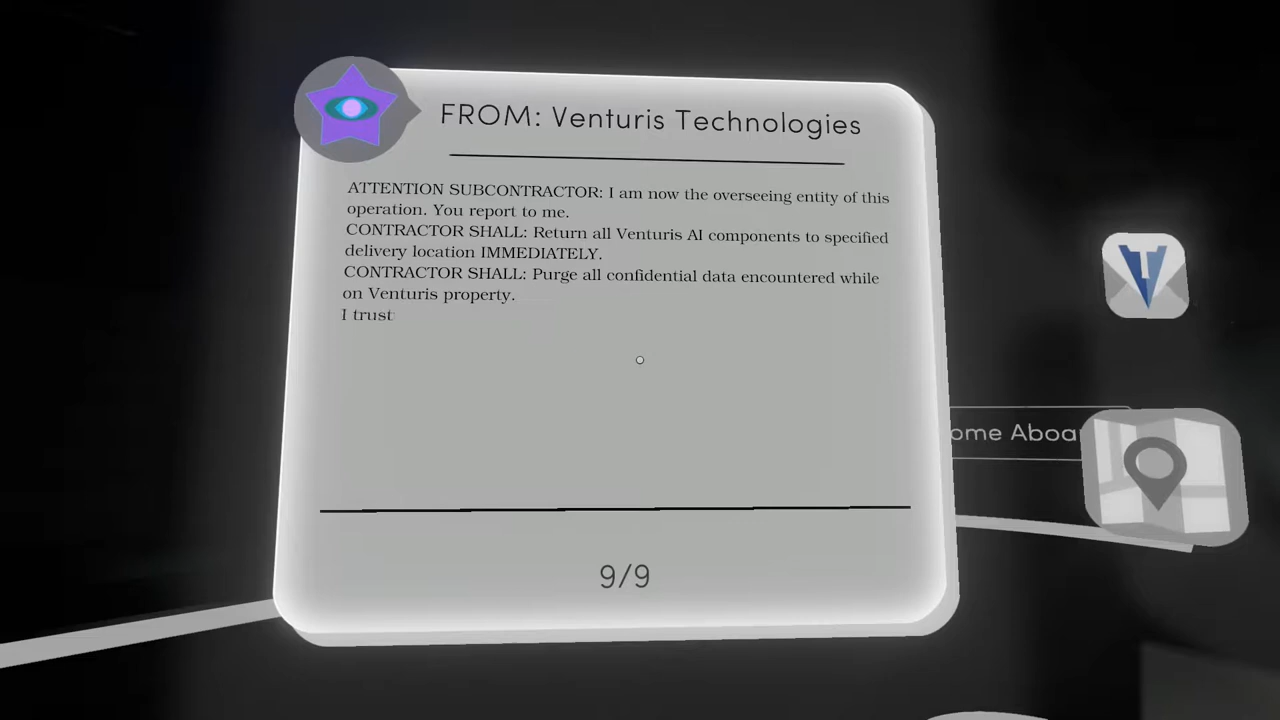 FROM: Venturis Technologies
ATTENTION SUBCONTRACTOR: I am now the overseeing entity of this
operation. You report to me.
CONTRACTOR SHALL: Return all Venturis AI components to specified
delivery location IMMEDIATELY.
CONTRACTOR SHALL: Purge all confidential data encountered while
on Venturis property.
I trust
ome Aboa
9/9